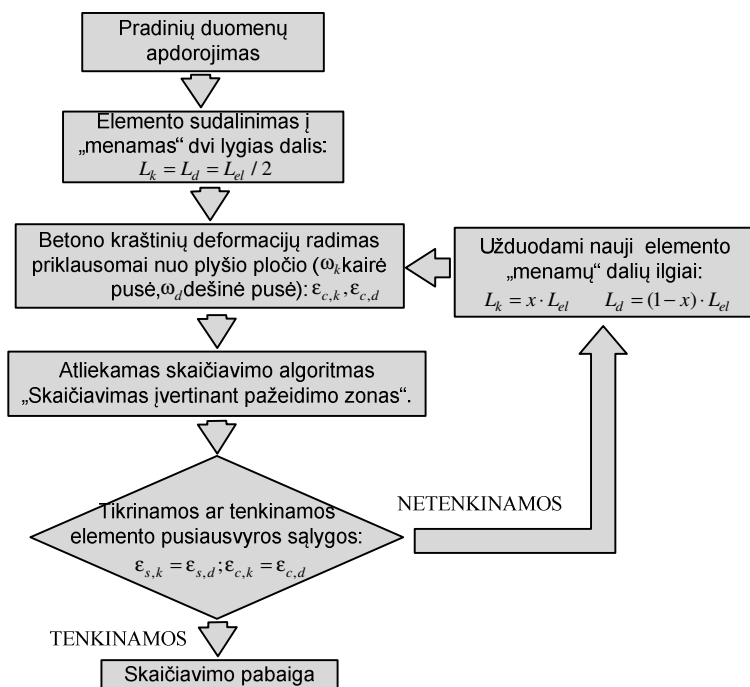 Pradinių duomenų
apdorojimas
Elemento sudalinimas į
„menamas“ dvi lygias dalis:
L_k = L_d = L_el / 2
Betono kraštinių deformacijų radimas
priklausomai nuo plyšio pločio (ω_k kairė
pusė,ω_d dešinė pusė): ε_c,k , ε_c,d
Užduodami nauji elemento
„menamų“ dalių ilgiai:
L_k = x · L_el L_d = (1 − x) · L_el
Atliekamas skaičiavimo algoritmas
„Skaičiavimas įvertinant pažeidimo zonas“.
Tikrinamos ar tenkinamos
elemento pusiausvyros sąlygos:
ε_s,k = ε_s,d ; ε_c,k = ε_c,d
NETENKINAMOS
TENKINAMOS
Skaičiavimo pabaiga